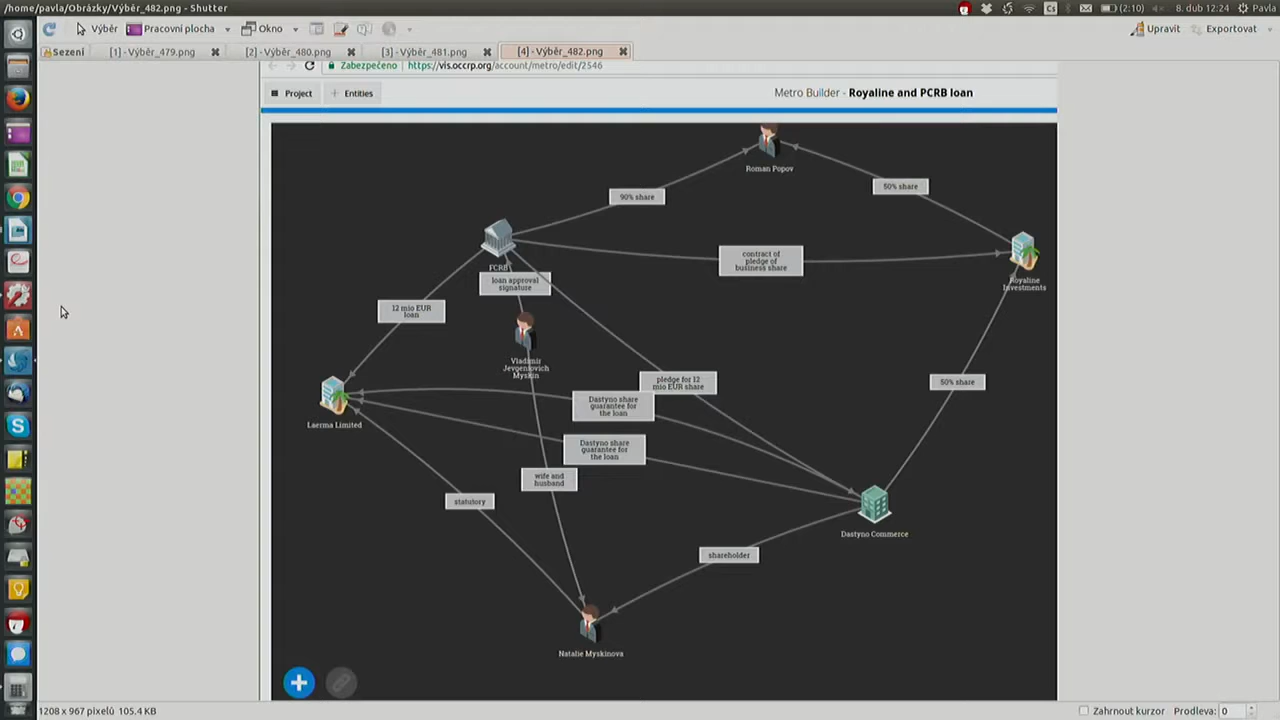 /home/pavla/Obrázky/Výběr_482.png - Shutter
Cs
(2:10)
8. dub 12:24
Pavla
Výběr
Pracovní plocha
Okno
Upravit
Exportovat
Sezení
[1] - Výběr_479.png
[2] - Výběr_480.png
[3] - Výběr_481.png
[4] - Výběr_482.png
Zabezpečeno
https://vis.occrp.org/account/metro/edit/2546
Project
Entities
Metro Builder - Royaline and PCRB loan
Roman Popov
90% share
50% share
FCRB
contract of
pledge of
business share
Royaline
Investments
loan approval
signature
12 mio EUR
loan
Vladimir
Jevgeniovich
Myskin
pledge for 12
mio EUR share
50% share
Dastyno share
guarantee for
the loan
Laerma Limited
Dastyno share
guarantee for
the loan
wife and
husband
statutory
Dastyno Commerce
shareholder
Natalie Myskinova
1208 x 967 pixelů 105.4 KB
Zahrnout kurzor
Prodleva: 0